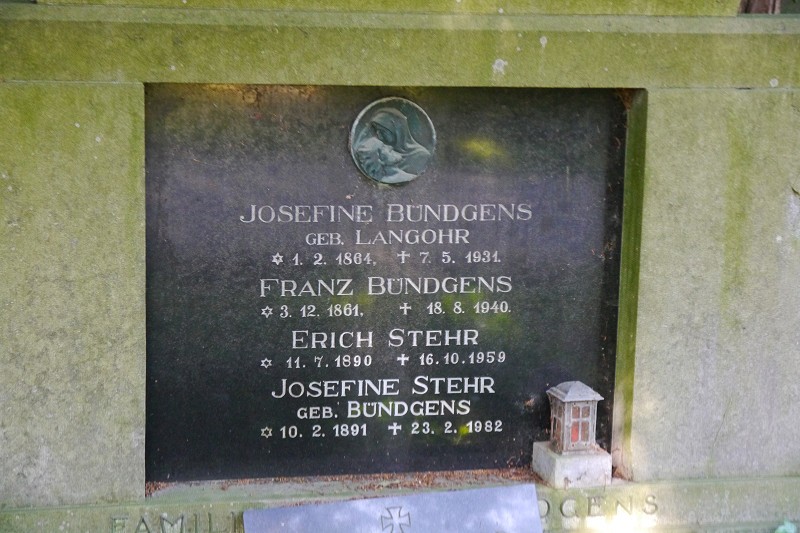 JOSEFINE BÜNDGENS
GEB. LANGOHR
✡ 1. 2. 1864, ✝ 7. 5. 1931.
FRANZ BÜNDGENS
✡ 3. 12. 1861, ✝ 18. 8. 1940.
ERICH STEHR
✡ 11. 7. 1890 ✝ 16. 10. 1959
JOSEFINE STEHR
GEB. BÜNDGENS
✡ 10. 2. 1891 ✝ 23. 2. 1982